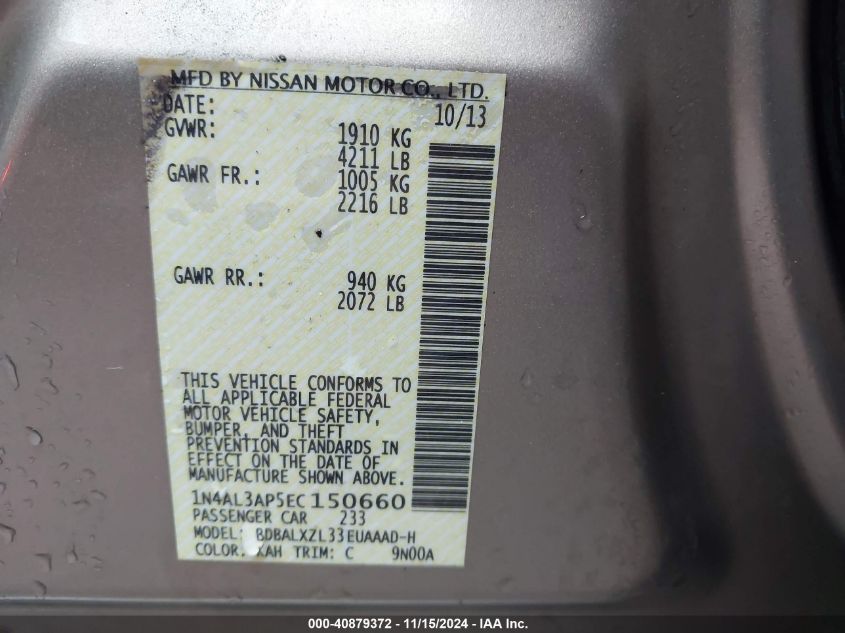 MFD BY NISSAN MOTOR CO., LTD.
DATE: 10/13
GVWR: 1910 KG
4211 LB
GAWR FR.: 1005 KG
2216 LB
GAWR RR.: 940 KG
2072 LB
THIS VEHICLE CONFORMS TO
ALL APPLICABLE FEDERAL
MOTOR VEHICLE SAFETY,
BUMPER, AND THEFT
PREVENTION STANDARDS IN
EFFECT ON THE DATE OF
MANUFACTURE SHOWN ABOVE.
1N4AL3AP5EC150660
PASSENGER CAR 233
MODEL: BDBALXZL33EUAAAD-H
COLOR: KAH TRIM: C 9N00A
000-40879372 - 11/15/2024 - IAA Inc.